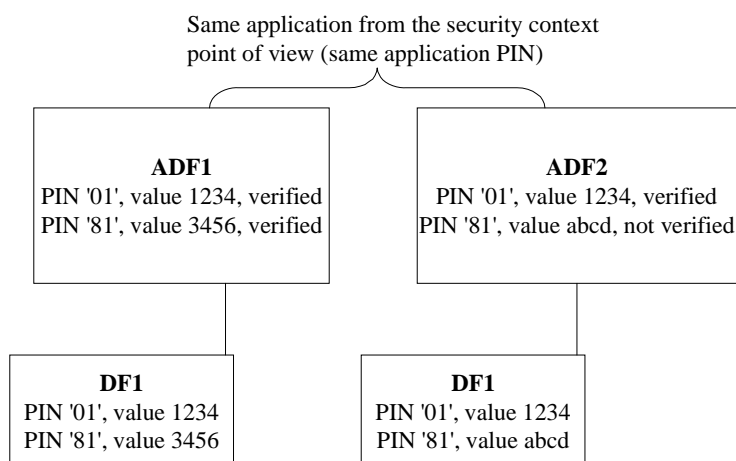 Same application from the security context
point of view (same application PIN)
ADF1
PIN '01', value 1234, verified
PIN '81', value 3456, verified
ADF2
PIN '01', value 1234, verified
PIN '81', value abcd, not verified
DF1
PIN '01', value 1234
PIN '81', value 3456
DF1
PIN '01', value 1234
PIN '81', value abcd